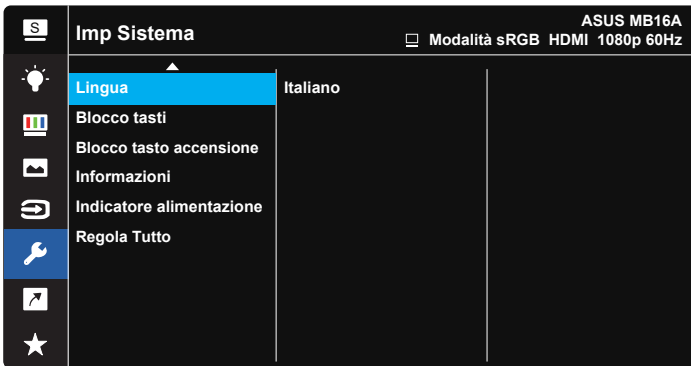 S
Imp Sistema
ASUS MB16A
Modalità sRGB HDMI 1080p 60Hz
Lingua
Italiano
Blocco tasti
Blocco tasto accensione
Informazioni
Indicatore alimentazione
Regola Tutto